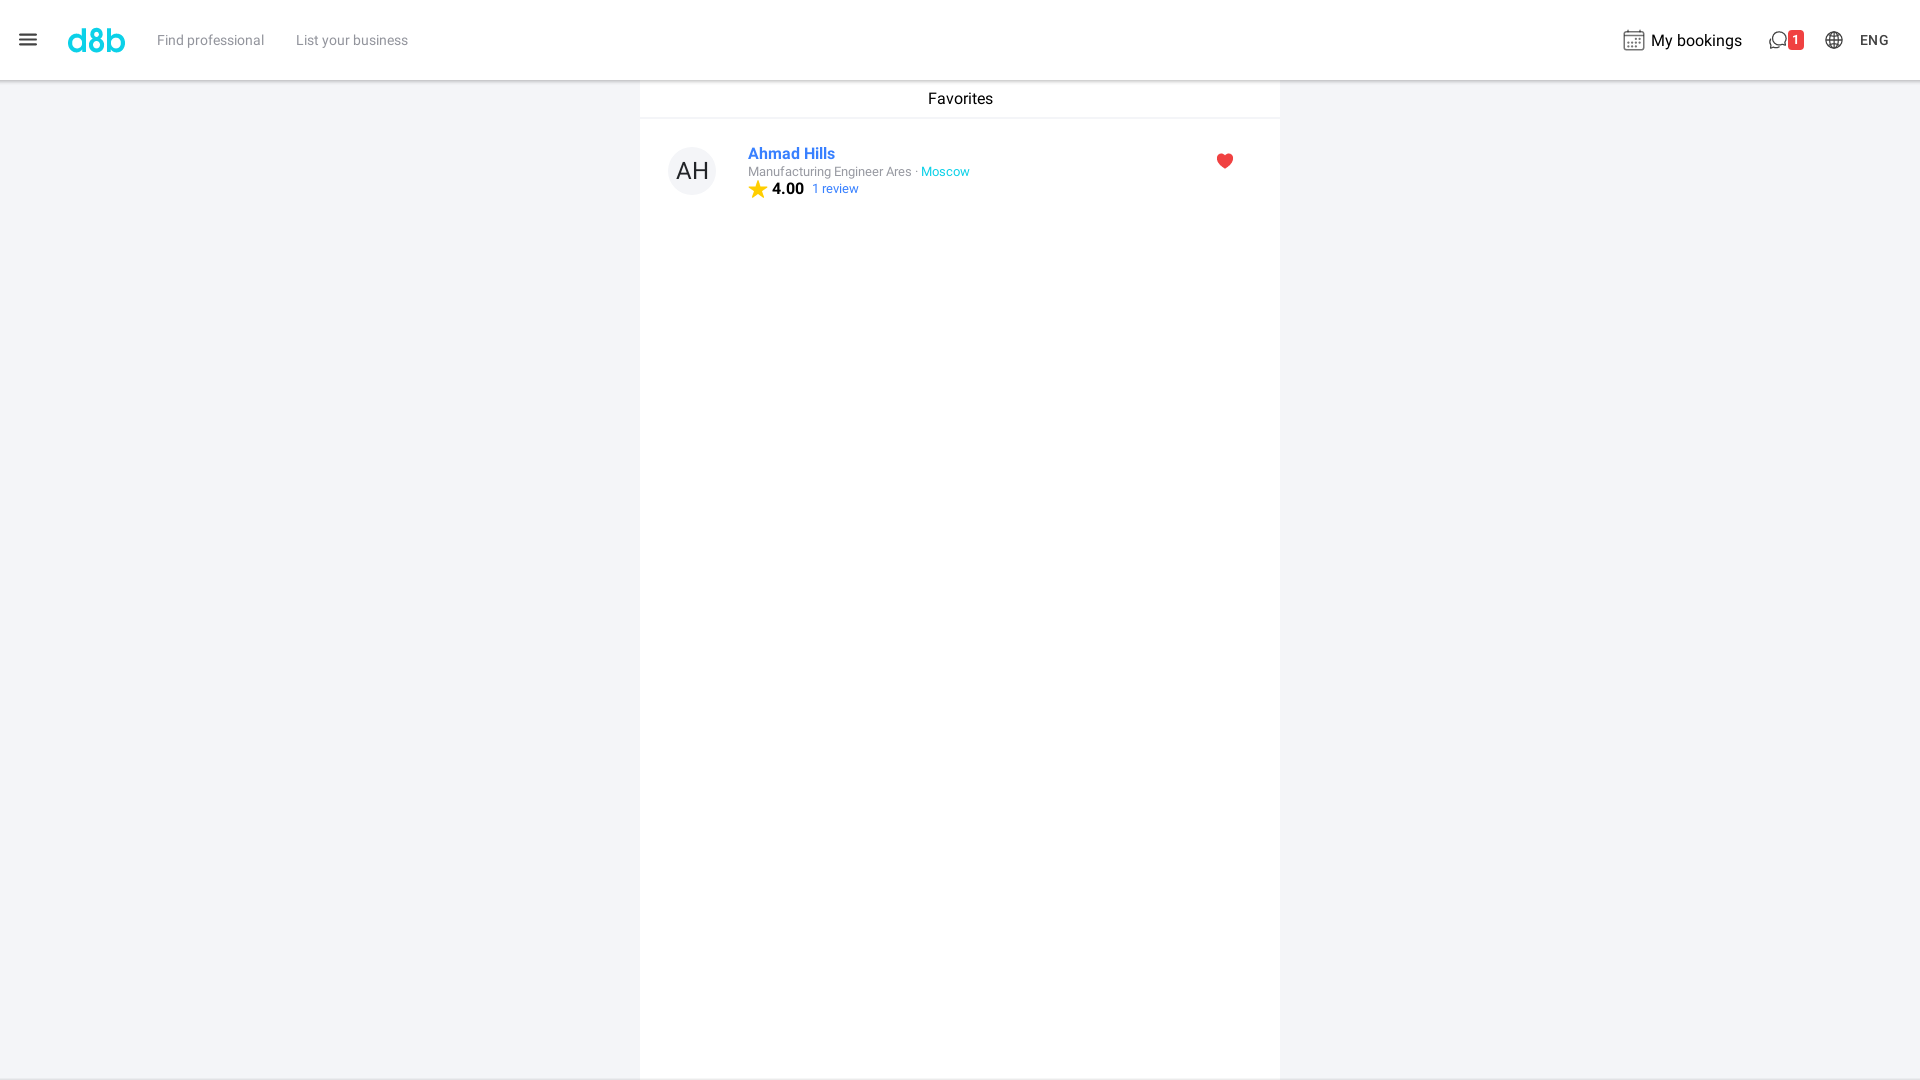 d8b
Find professional
List your business
My bookings
1
ENG
Favorites
AH
Ahmad Hills
Manufacturing Engineer Ares · Moscow
4.00 1 review